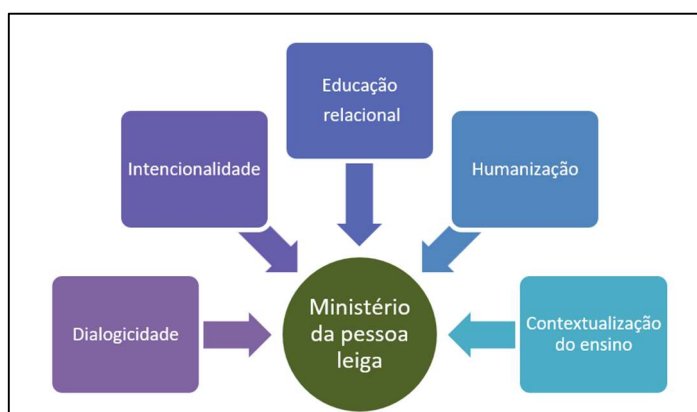 Educação
relacional
Intencionalidade
Humanização
Dialogicidade
Ministério
da pessoa
leiga
Contextualização
do ensino